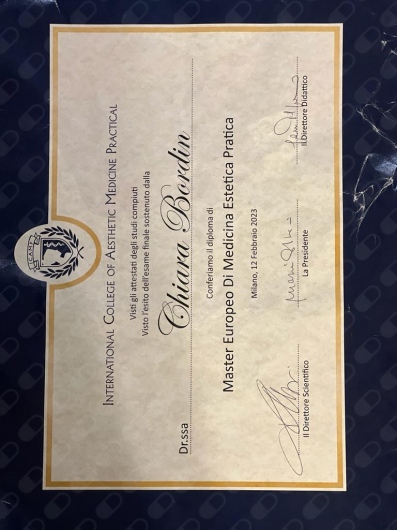 INTERNATIONAL COLLEGE OF AESTHETIC MEDICINE PRACTICAL
Visti gli attestati degli studi compiuti
Visto l'esito dell'esame finale sostenuto dalla
Dr.ssa Chiara Bordin
Conferiamo il diploma di
Master Europeo Di Medicina Estetica Pratica
Milano, 12 Febbraio 2023
Il Direttore Scientifico
La Presidente
Il Direttore Didattico